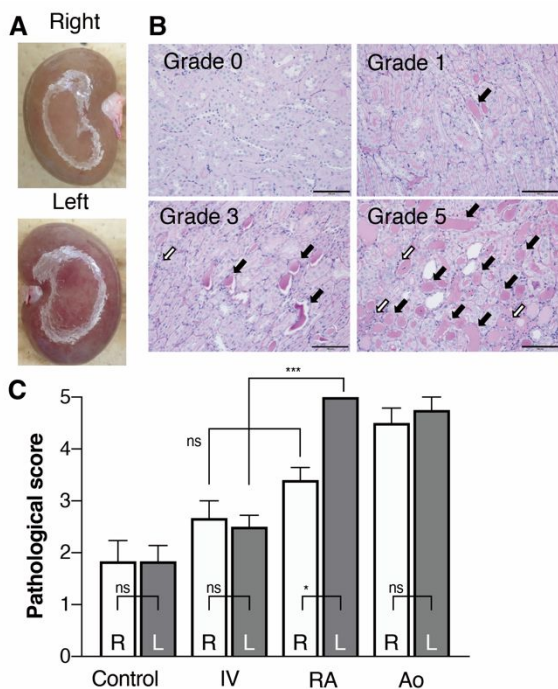 A
Right
Left
B
Grade 0
Grade 1
Grade 3
Grade 5
C
Pathological score
5
4
3
2
1
0
ns
***
ns
ns
*
ns
R
L
R
L
R
L
R
L
Control
IV
RA
Ao